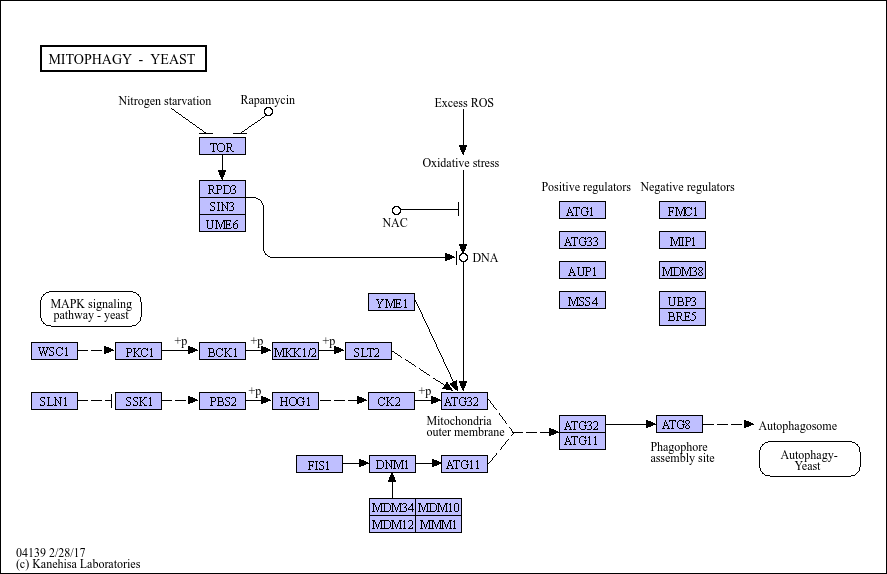 MITOPHAGY - YEAST
Nitrogen starvation
Rapamycin
Excess ROS
TOR
Oxidative stress
RPD3
SIN3
UME6
NAC
DNA
Positive regulators
Negative regulators
ATG1
FMC1
ATG33
MIP1
AUP1
MDM38
MSS4
UBP3
BRE5
MAPK signaling
pathway - yeast
YME1
WSC1
PKC1
+p
BCK1
+p
MKK1/2
+p
SLT2
SLN1
SSK1
PBS2
+p
HOG1
CK2
+p
ATG32
Mitochondria
outer membrane
ATG32
ATG11
ATG8
Autophagosome
Phagophore
assembly site
Autophagy-
Yeast
FIS1
DNM1
ATG11
MDM34
MDM10
MDM12
MMM1
04139 2/28/17
(c) Kanehisa Laboratories